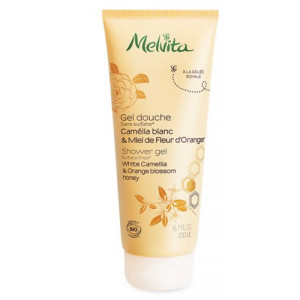 Melvita
À LA GELÉE
ROYALE
Gel douche
Sans sulfate*
Camélia blanc
& Miel de Fleur d'Oranger
Shower gel
sulfate-free*
White Camellia
& Orange blossom
honey
BIO
6.7 FL.OZ
200ML